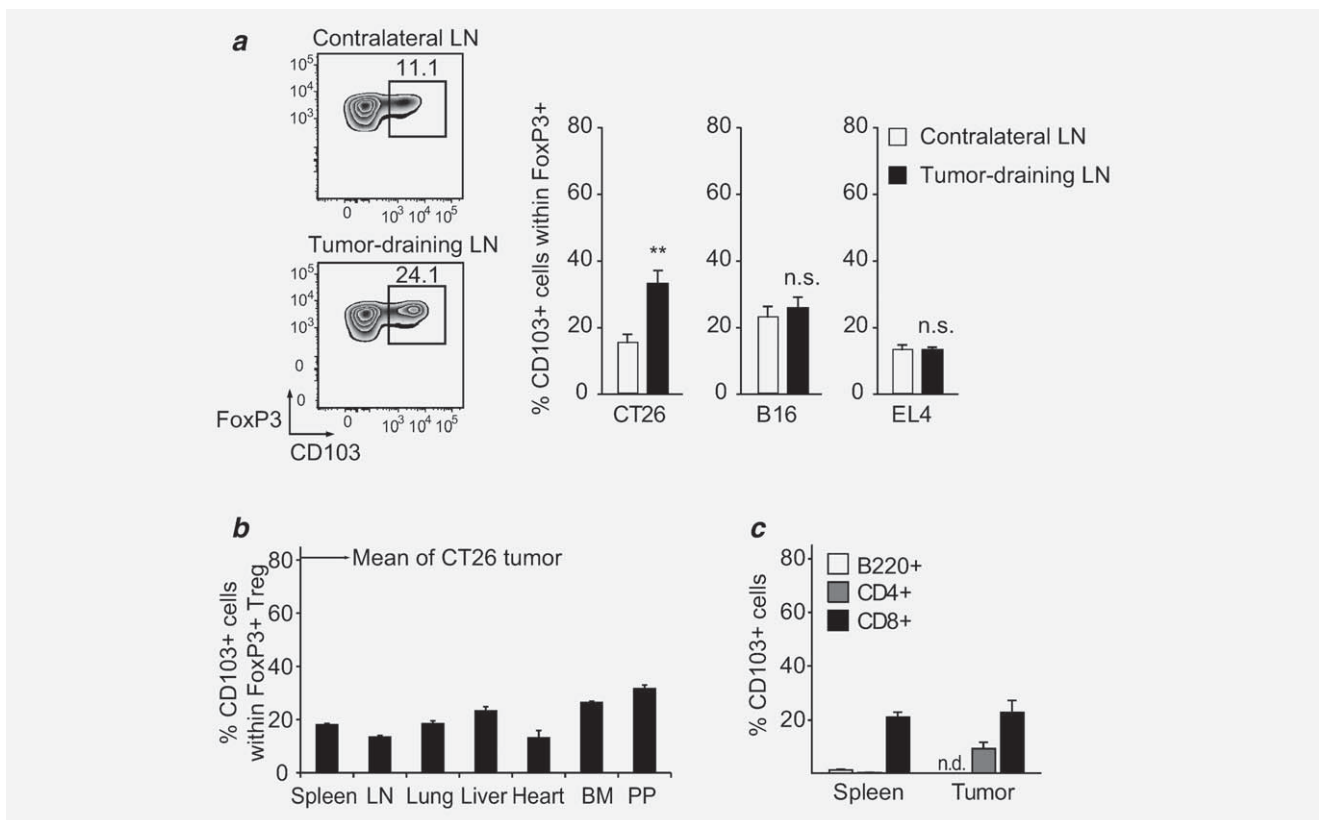 a
Contralateral LN
11.1
10^5
10^4
10^3
0 10^3 10^4 10^5
Tumor-draining LN
24.1
10^5
10^4
10^3
0
0
0 10^3 10^4 10^5
FoxP3
CD103
% CD103+ cells within FoxP3+
80
60
40
20
0
**
CT26
80
60
40
20
0
n.s.
B16
80
60
40
20
0
n.s.
EL4
Contralateral LN
Tumor-draining LN
b
% CD103+ cells
within FoxP3+ Treg
80
60
40
20
0
Mean of CT26 tumor
Spleen LN Lung Liver Heart BM PP
c
% CD103+ cells
80
60
40
20
B220+
CD4+
CD8+
n.d.
Spleen Tumor